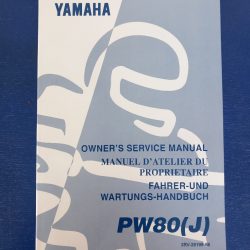 YAMAHA
OWNER'S SERVICE MANUAL
MANUEL D'ATELIER DU
PROPRIETAIRE
FAHRER-UND
WARTUNGS-HANDBUCH
PW80(J)